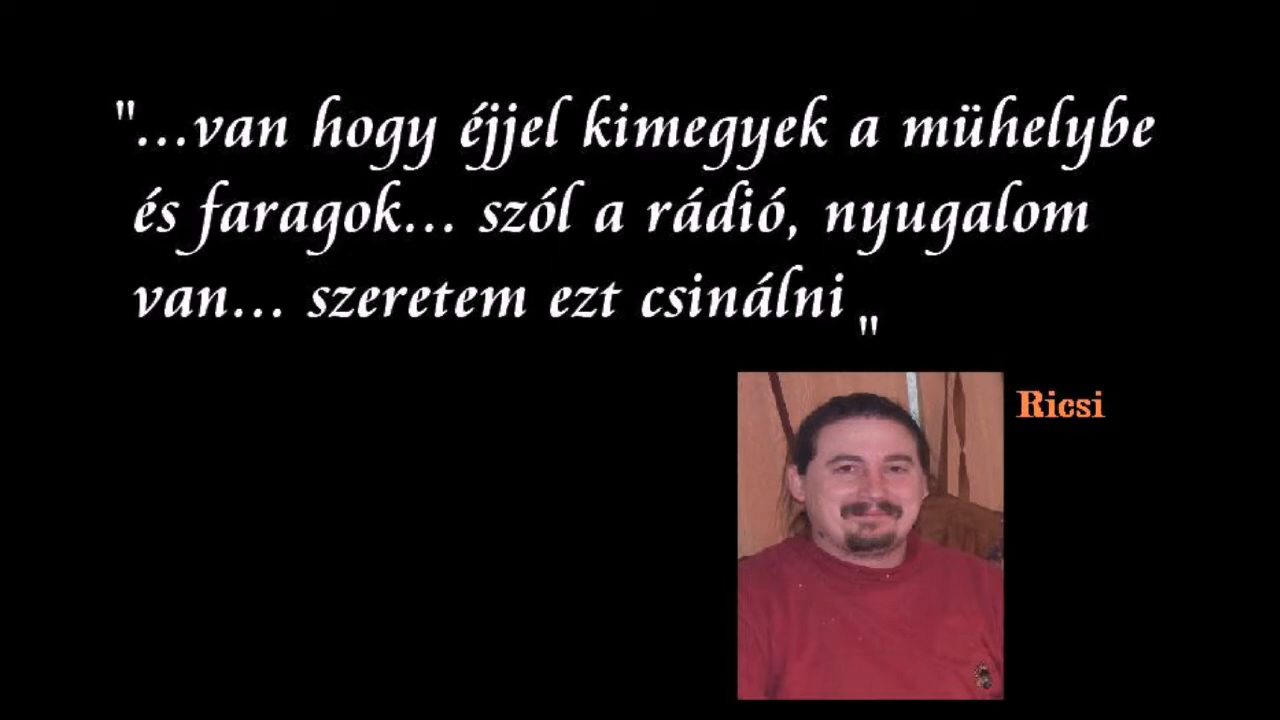 "...van hogy éjjel kimegyek a mühelybe
és faragok... szól a rádió, nyugalom
van... szeretem ezt csinálni "
Ricsi